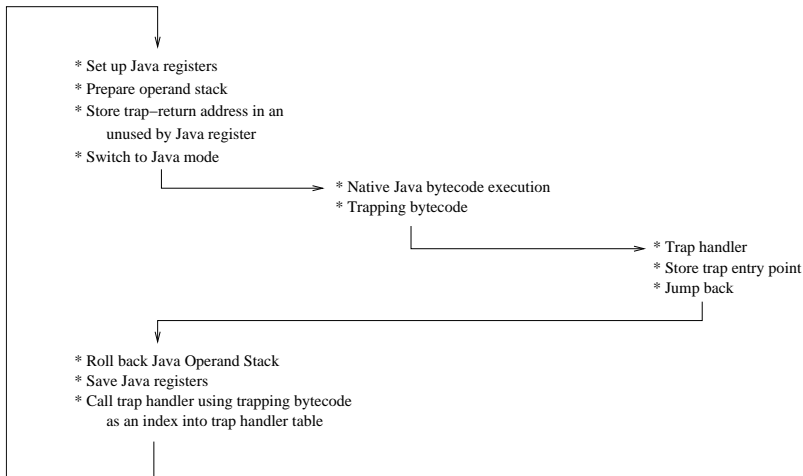 * Set up Java registers
* Prepare operand stack
* Store trap−return address in an
unused by Java register
* Switch to Java mode
* Native Java bytecode execution
* Trapping bytecode
* Trap handler
* Store trap entry point
* Jump back
* Roll back Java Operand Stack
* Save Java registers
* Call trap handler using trapping bytecode
as an index into trap handler table